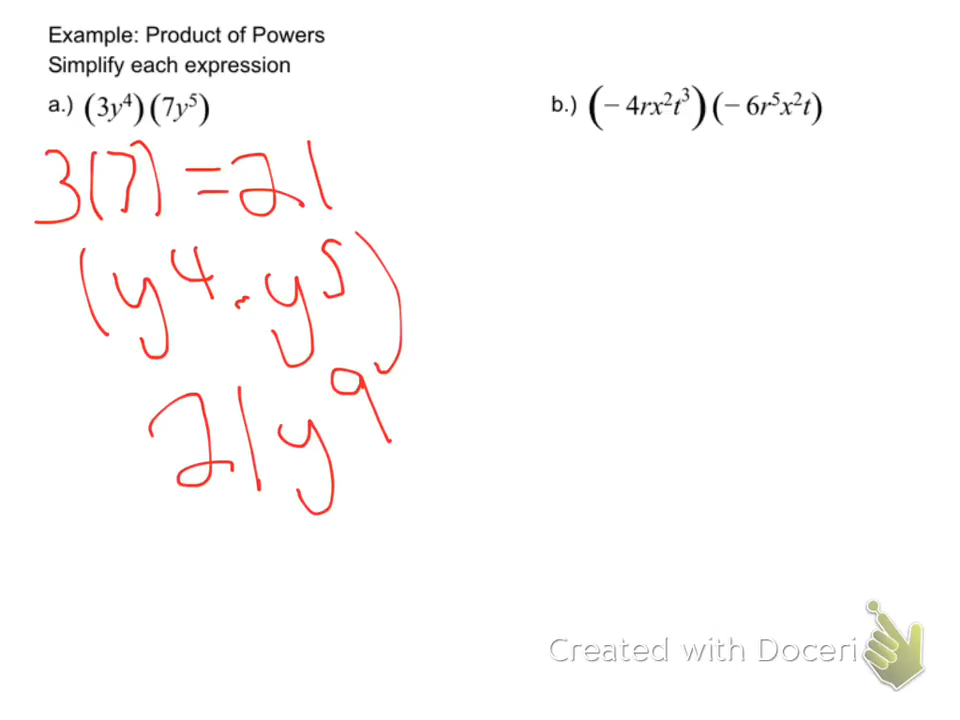 Example: Product of Powers
Simplify each expression
a.) (3y⁴)(7y⁵)
3(7) = 21
(y⁴ · y⁵)
21y⁹
b.) (− 4rx²t³)(− 6r⁵x²t)
Created with Doceri